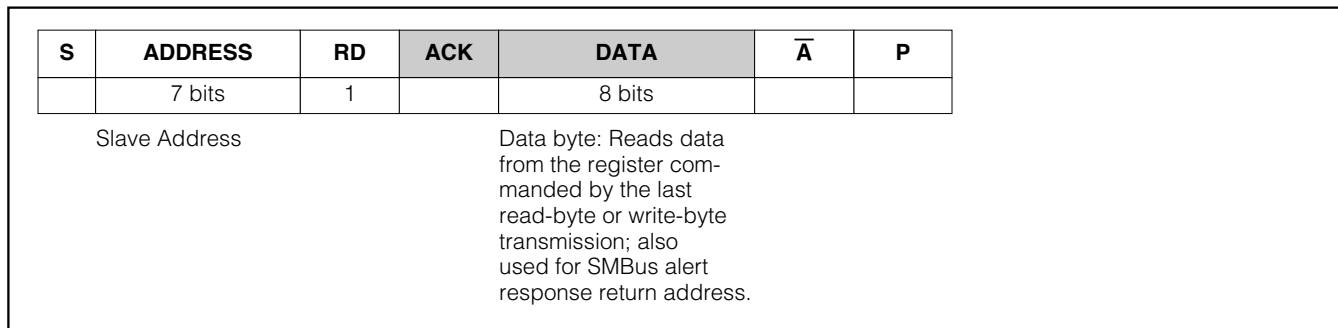 S ADDRESS RD ACK DATA A̅ P
7 bits 1 8 bits
Slave Address
Data byte: Reads data
from the register com-
manded by the last
read-byte or write-byte
transmission; also
used for SMBus alert
response return address.